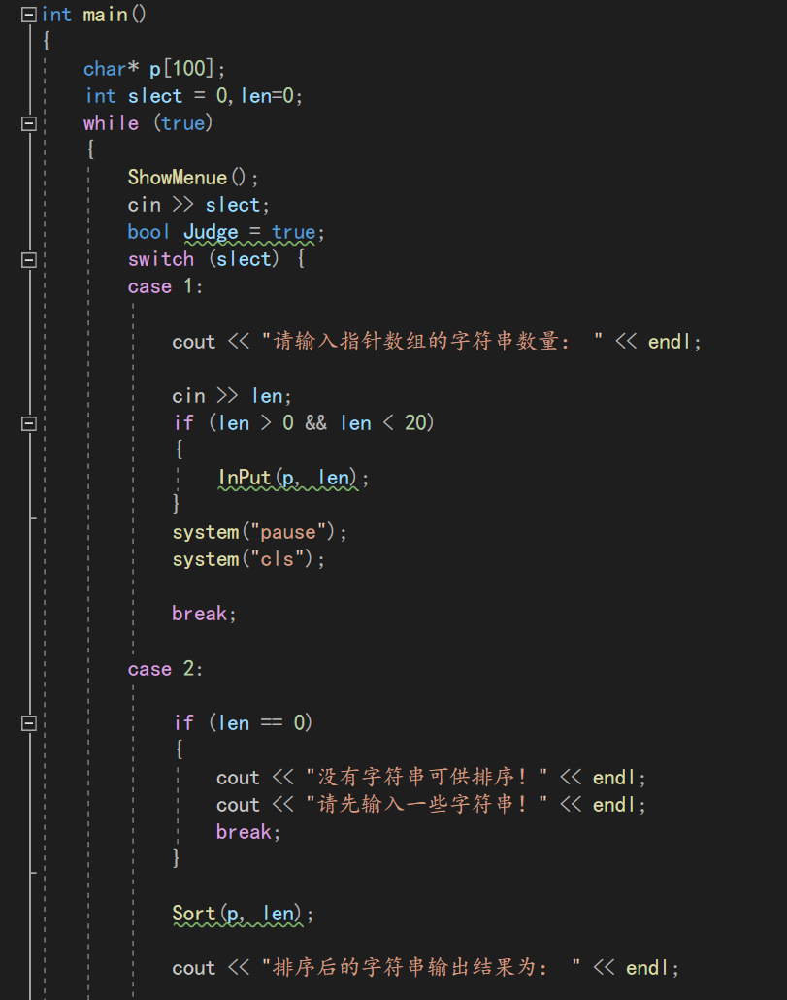 int main()
{
char* p[100];
int slect = 0,len=0;
while (true)
{
ShowMenue();
cin >> slect;
bool Judge = true;
switch (slect) {
case 1:
cout << "请输入指针数组的字符串数量： " << endl;
cin >> len;
if (len > 0 && len < 20)
{
InPut(p, len);
}
system("pause");
system("cls");
break;
case 2:
if (len == 0)
{
cout << "没有字符串可供排序！" << endl;
cout << "请先输入一些字符串！" << endl;
break;
}
Sort(p, len);
cout << "排序后的字符串输出结果为： " << endl;